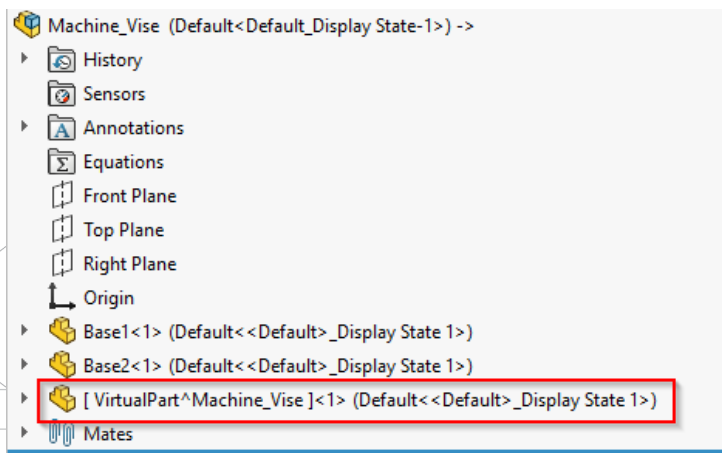 Machine_Vise (Default<Default_Display State-1>) ->
History
Sensors
Annotations
Equations
Front Plane
Top Plane
Right Plane
Origin
Base1<1> (Default<<Default>_Display State 1>)
Base2<1> (Default<<Default>_Display State 1>)
[ VirtualPart^Machine_Vise ]<1> (Default<<Default>_Display State 1>)
Mates